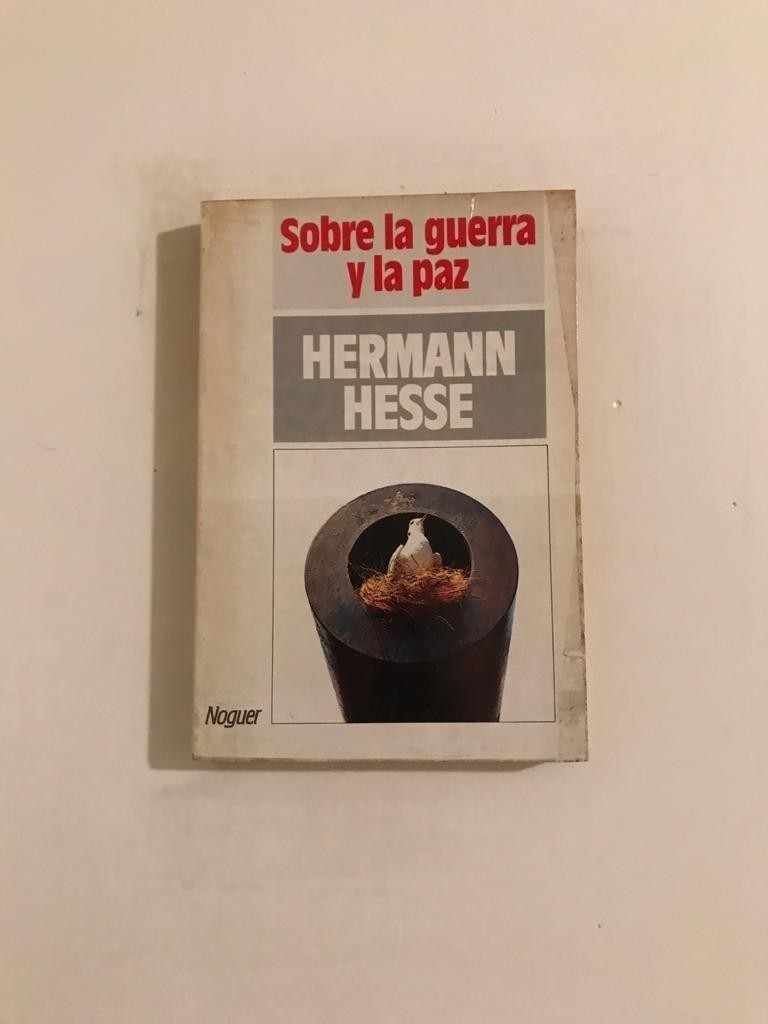 Sobre la guerra
y la paz
HERMANN
HESSE
Noguer